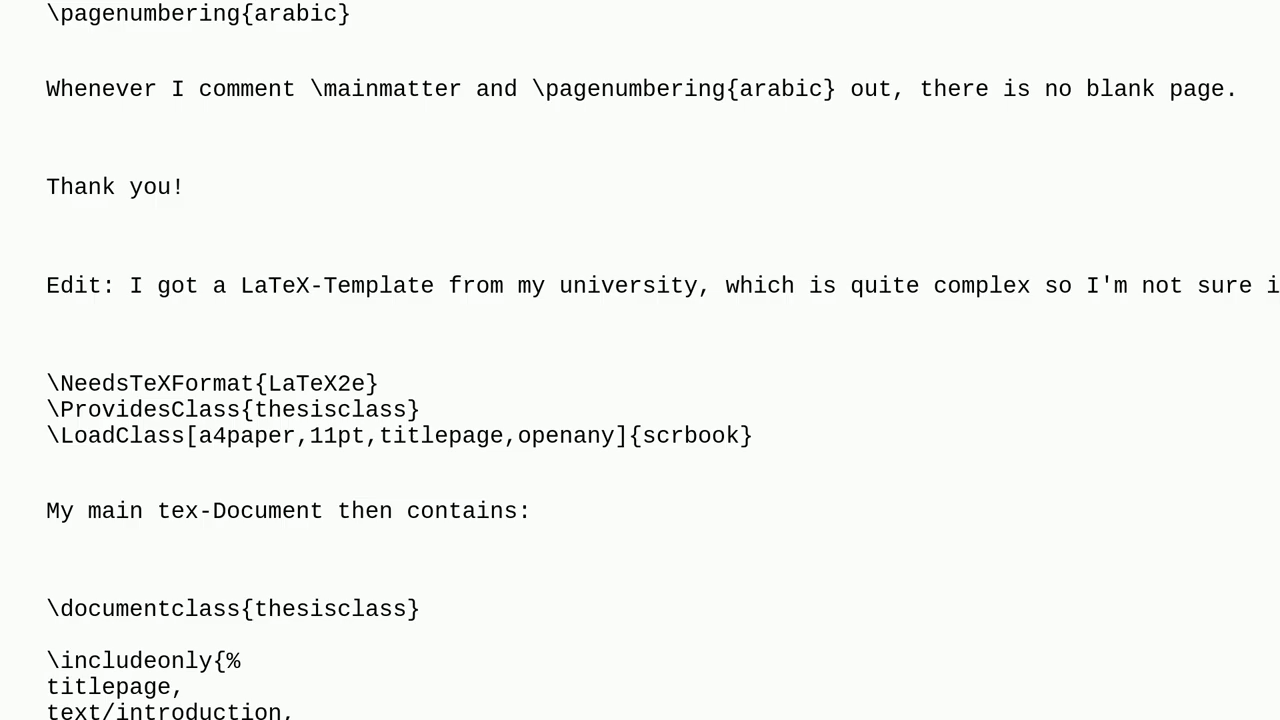 \pagenumbering{arabic}
Whenever I comment \mainmatter and \pagenumbering{arabic} out, there is no blank page.
Thank you!
Edit: I got a LaTeX-Template from my university, which is quite complex so I'm not sure i
\NeedsTeXFormat{LaTeX2e}
\ProvidesClass{thesisclass}
\LoadClass[a4paper,11pt,titlepage,openany]{scrbook}
My main tex-Document then contains:
\documentclass{thesisclass}
\includeonly{%
titlepage,
text/introduction,